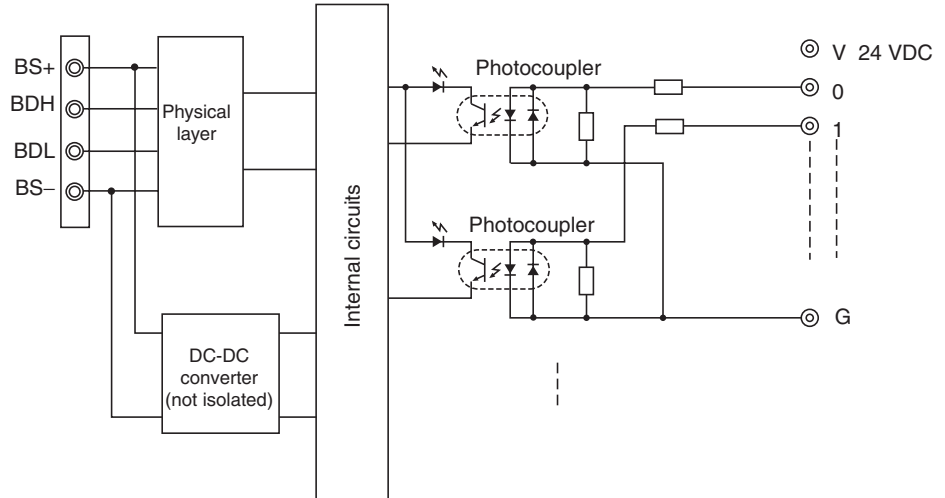 BS+
BDH
BDL
BS−
Physical
layer
DC-DC
converter
(not isolated)
Internal circuits
Photocoupler
Photocoupler
V 24 VDC
0
1
G